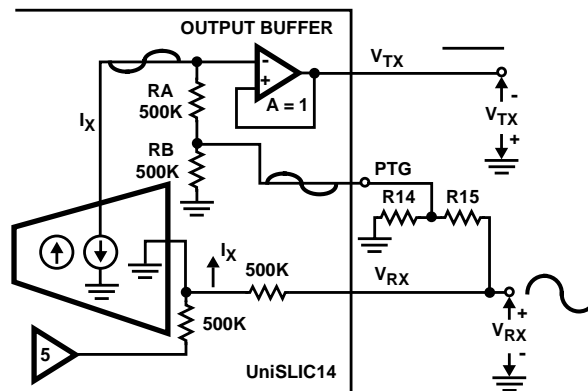 OUTPUT BUFFER
VTX
-
+
A = 1
RA
500K
IX
-
VTX
+
RB
500K
PTG
R14
R15
IX
500K
VRX
500K
+
VRX
-
5
UniSLIC14